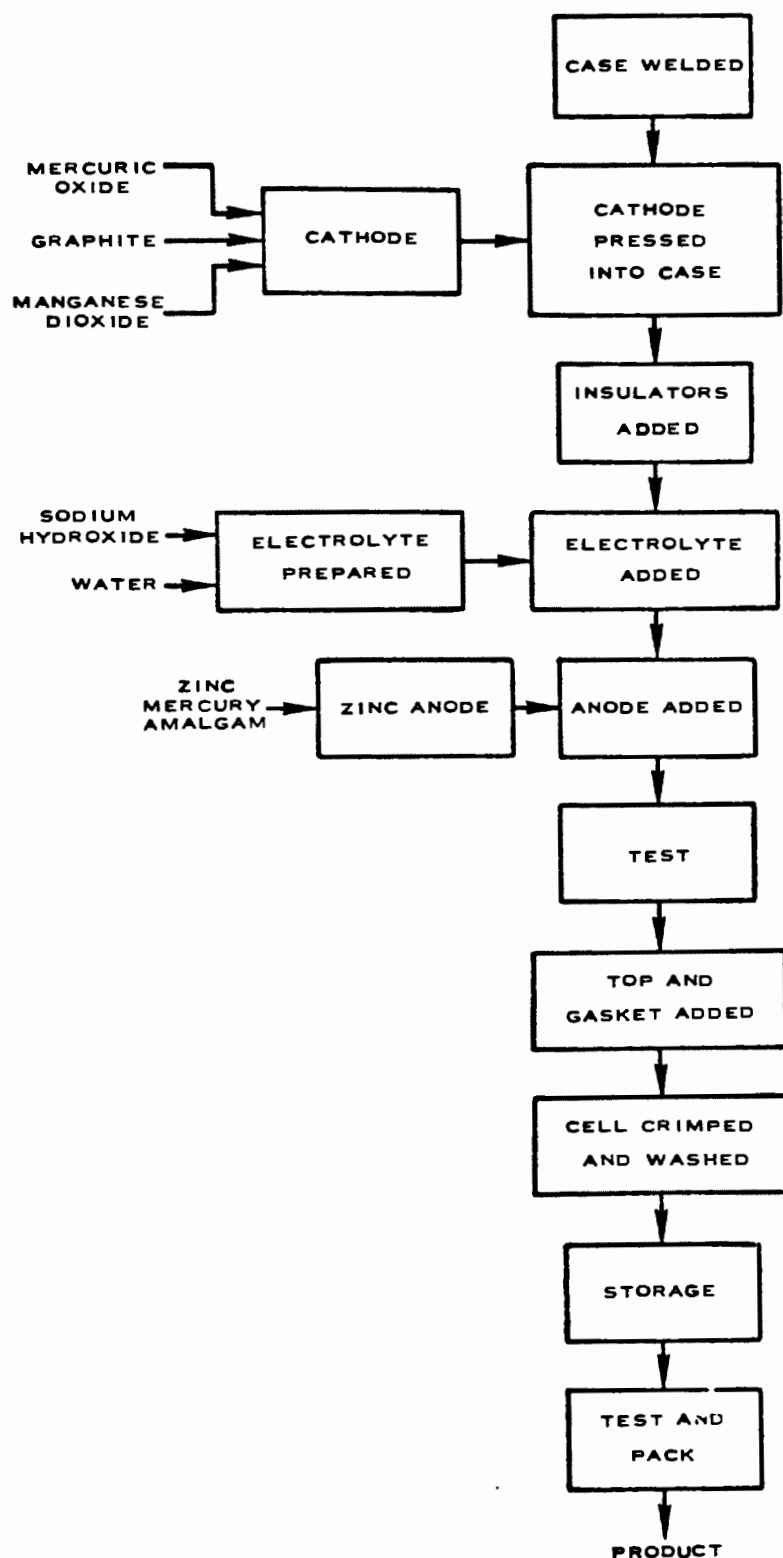 CASE WELDED
MERCURIC
OXIDE
GRAPHITE
MANGANESE
DIOXIDE
CATHODE
CATHODE
PRESSED
INTO CASE
INSULATORS
ADDED
SODIUM
HYDROXIDE
WATER
ELECTROLYTE
PREPARED
ELECTROLYTE
ADDED
ZINC
MERCURY
AMALGAM
ZINC ANODE
ANODE ADDED
TEST
TOP AND
GASKET ADDED
CELL CRIMPED
AND WASHED
STORAGE
TEST AND
PACK
PRODUCT